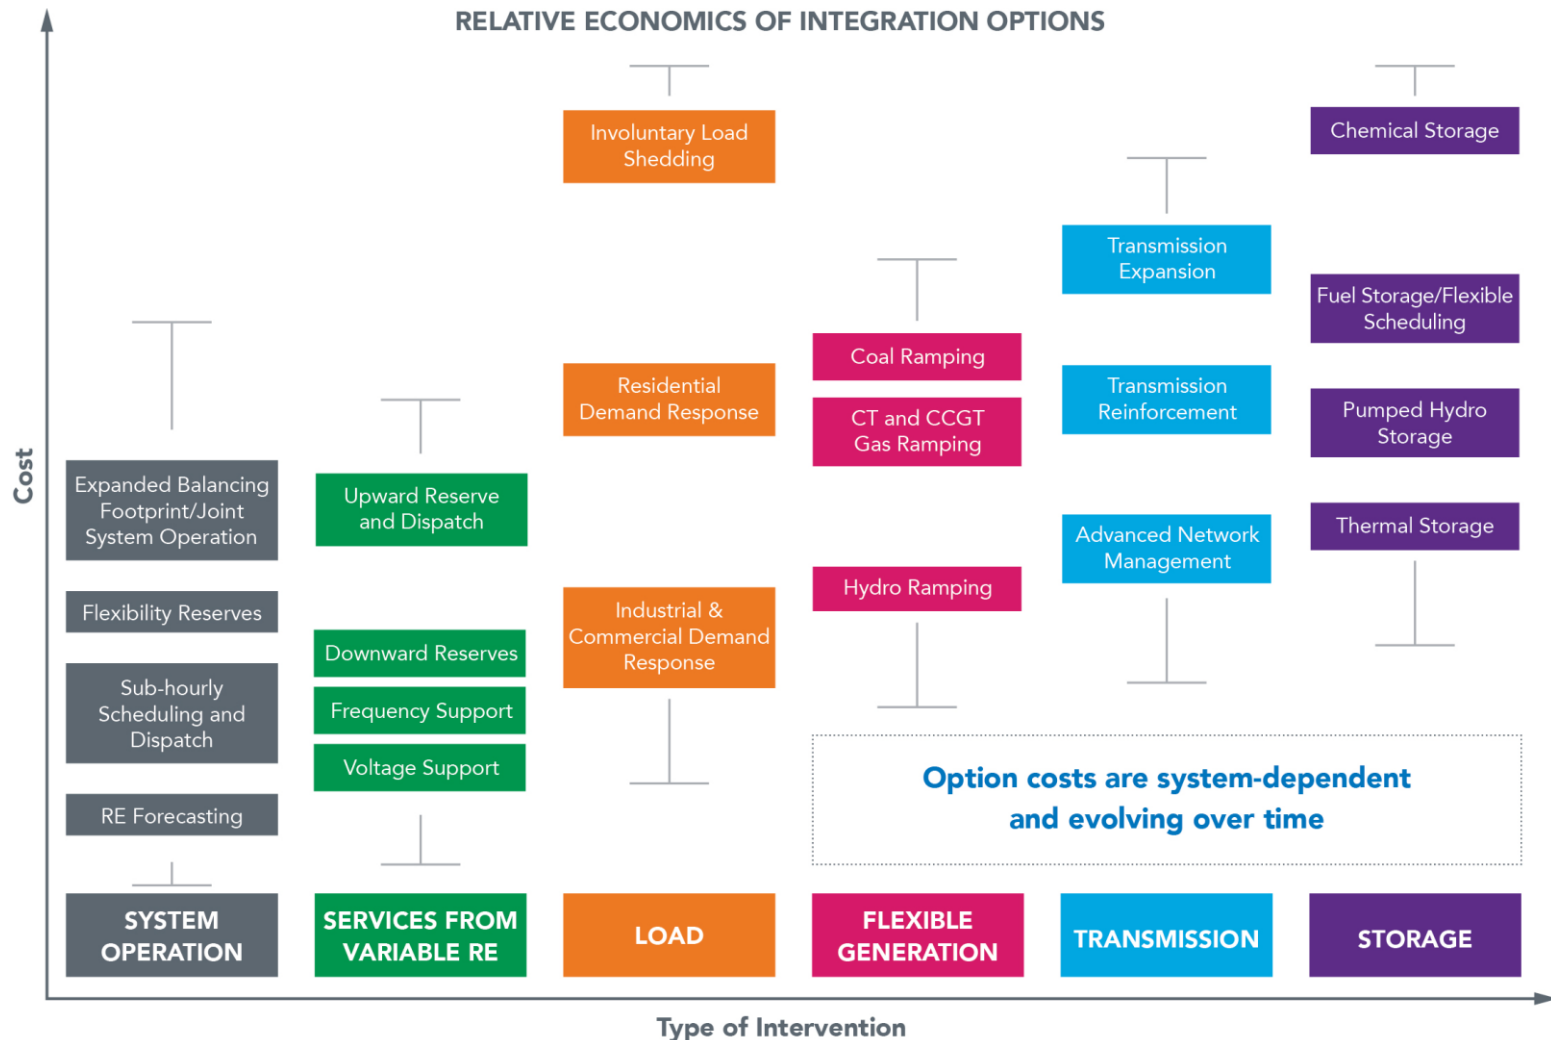 RELATIVE ECONOMICS OF INTEGRATION OPTIONS
Cost
Expanded Balancing
Footprint/Joint
System Operation
Flexibility Reserves
Sub-hourly
Scheduling and
Dispatch
RE Forecasting
SYSTEM
OPERATION
Upward Reserve
and Dispatch
Downward Reserves
Frequency Support
Voltage Support
SERVICES FROM
VARIABLE RE
Involuntary Load
Shedding
Residential
Demand Response
Industrial &
Commercial Demand
Response
LOAD
Coal Ramping
CT and CCGT
Gas Ramping
Hydro Ramping
FLEXIBLE
GENERATION
Transmission
Expansion
Transmission
Reinforcement
Advanced Network
Management
TRANSMISSION
Chemical Storage
Fuel Storage/Flexible
Scheduling
Pumped Hydro
Storage
Thermal Storage
STORAGE
Option costs are system-dependent
and evolving over time
Type of Intervention